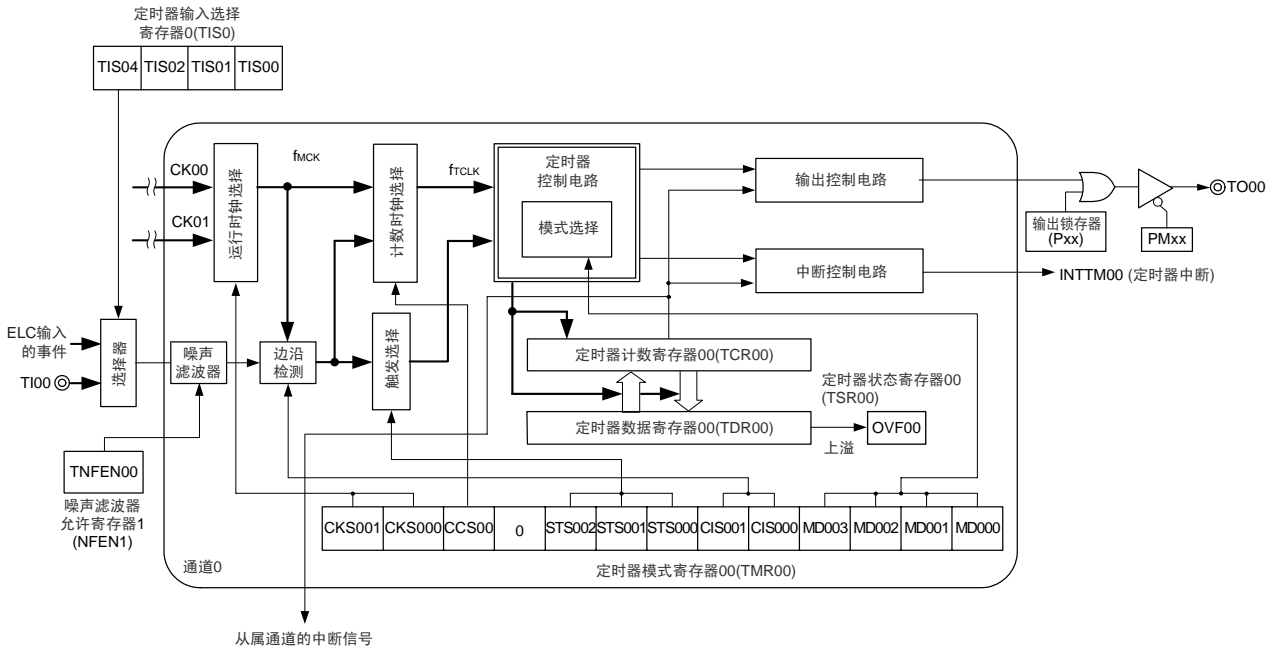 定时器输入选择
寄存器0(TIS0)
TIS04 TIS02 TIS01 TIS00
CK00
CK01
运行时钟选择
fMCK
计数时钟选择
fTCLK
定时器
控制电路
模式选择
输出控制电路
中断控制电路
输出锁存器
(Pxx)
PMxx
TO00
INTTM00 (定时器中断)
ELC输入
的事件
TI00
选择器
噪声
滤波器
边沿
检测
触发选择
定时器计数寄存器00(TCR00)
定时器数据寄存器00(TDR00)
定时器状态寄存器00
(TSR00)
上溢
OVF00
TNFEN00
噪声滤波器
允许寄存器1
(NFEN1)
CKS001 CKS000 CCS00 0 STS002 STS001 STS000 CIS001 CIS000 MD003 MD002 MD001 MD000
通道0
定时器模式寄存器00(TMR00)
从属通道的中断信号